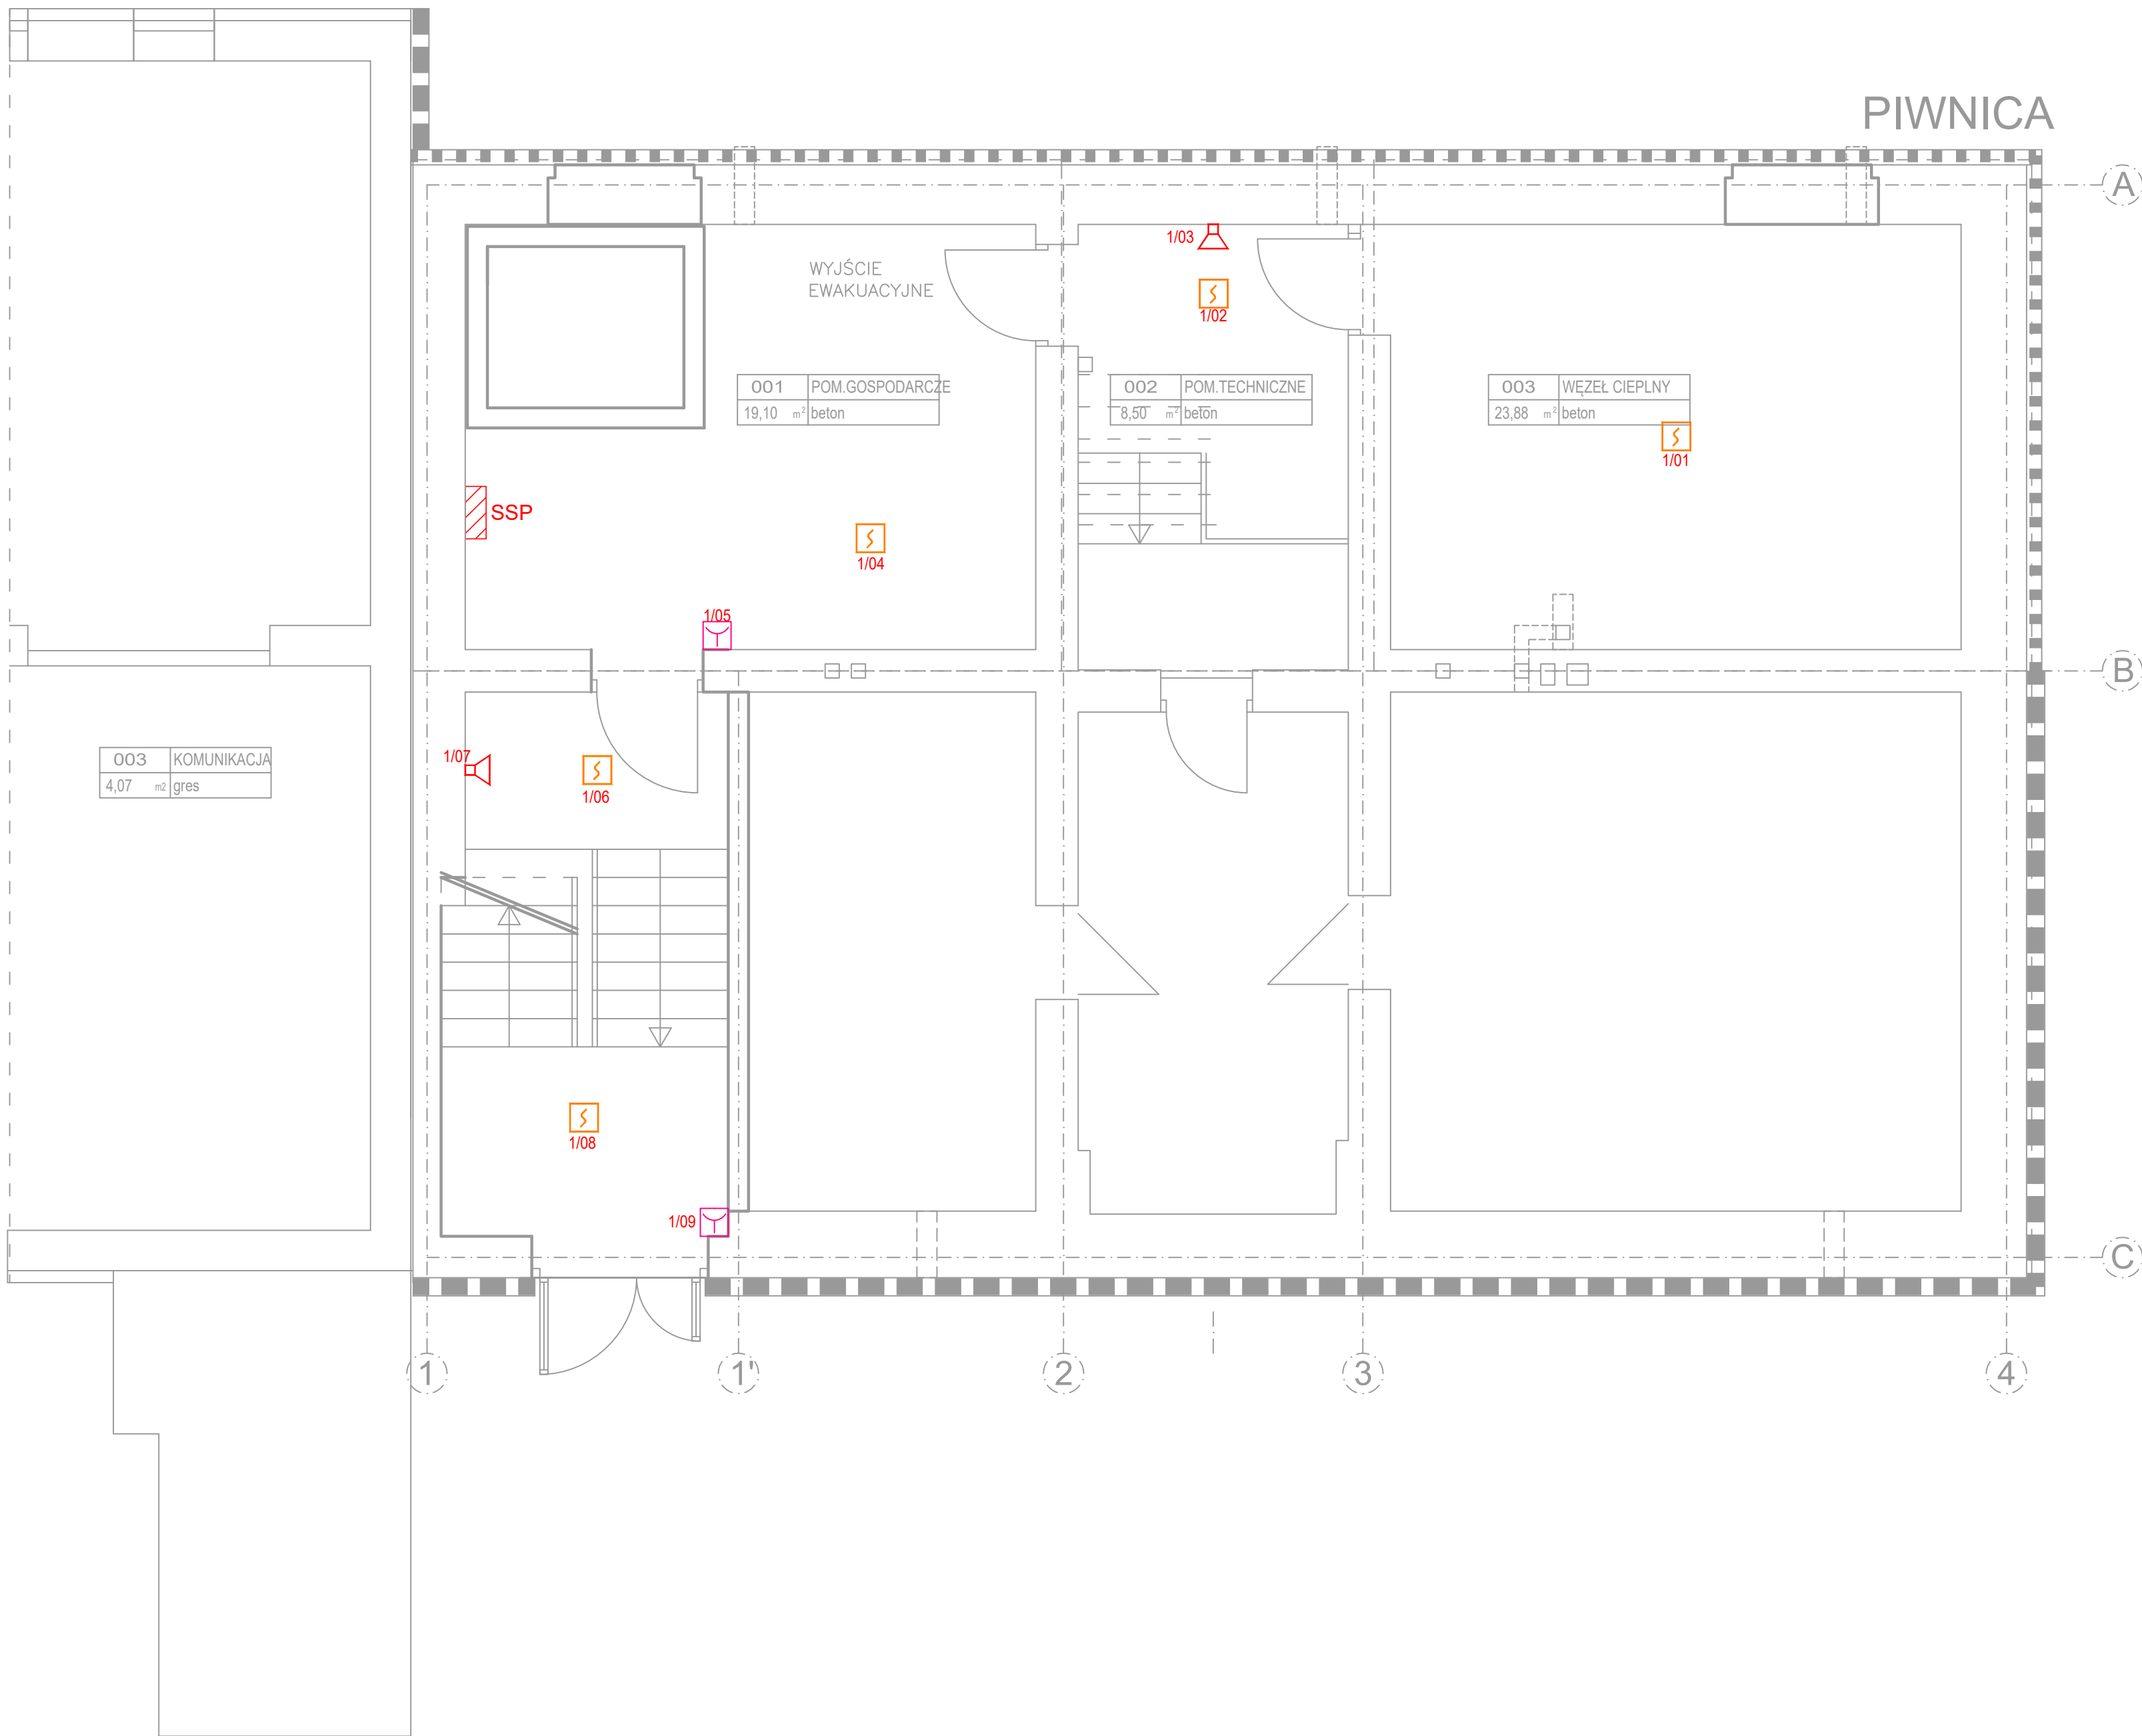 PIWNICA
A
1/03
WYJŚCIE
EWAKUACYJNE
1/02
001 POM.GOSPODARCZE
19,10 m2 beton
002 POM.TECHNICZNE
8,50 m2 beton
003 WĘZEŁ CIEPLNY
23,88 m2 beton
1/01
SSP
1/04
1/05
B
1/07
003 KOMUNIKACJA
4,07 m2 gres
1/06
1/08
1/09
C
1
1'
2
3
4